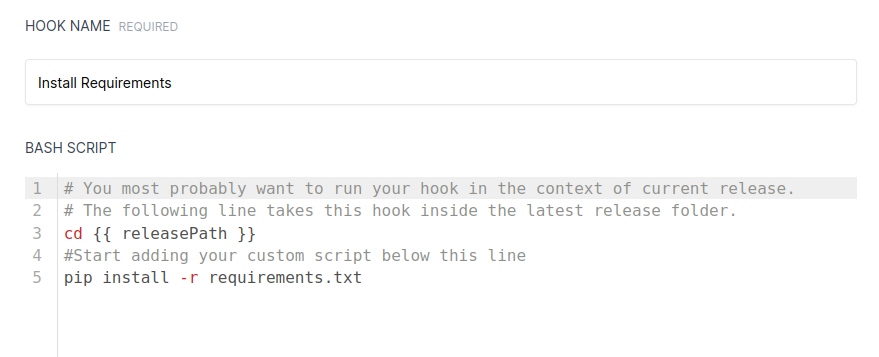 HOOK NAME REQUIRED
Install Requirements
BASH SCRIPT
1 # You most probably want to run your hook in the context of current release.
2 # The following line takes this hook inside the latest release folder.
3 cd {{ releasePath }}
4 #Start adding your custom script below this line
5 pip install -r requirements.txt